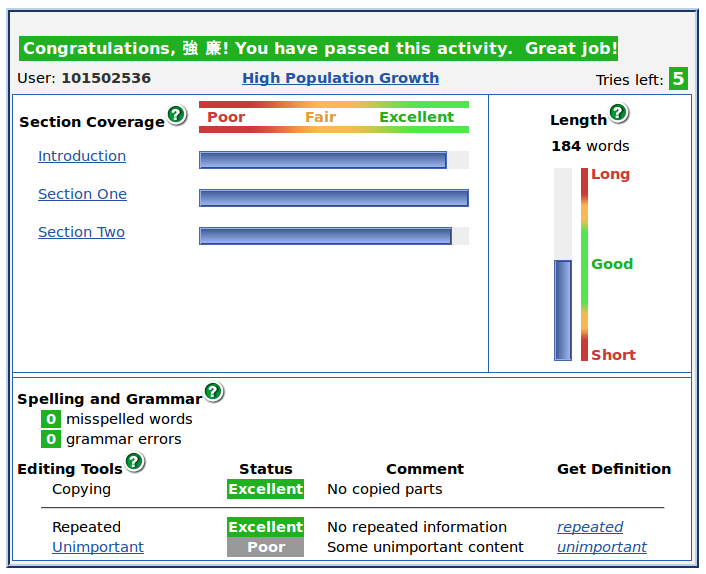 Congratulations, 強 廉! You have passed this activity. Great job!
User: 101502536 High Population Growth Tries left: 5
Section Coverage ? Poor Fair Excellent
Introduction
Section One
Section Two
Length ?
184 words
Long
Good
Short
Spelling and Grammar ?
0 misspelled words
0 grammar errors
Editing Tools ? Status Comment Get Definition
Copying Excellent No copied parts
Repeated Excellent No repeated information repeated
Unimportant Poor Some unimportant content unimportant